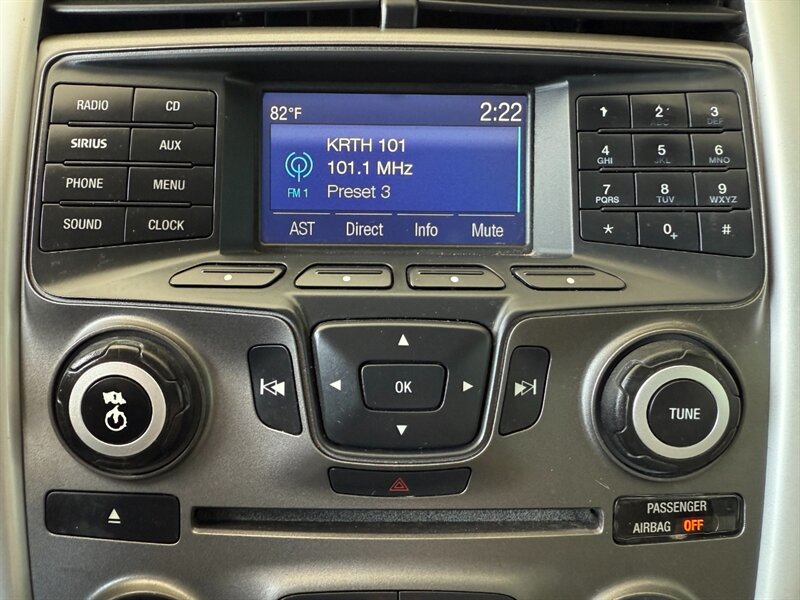 RADIO CD
SIRIUS AUX
PHONE MENU
SOUND CLOCK
82°F 2:22
KRTH 101
101.1 MHz
FM 1 Preset 3
AST Direct Info Mute
1 2 ABC 3 DEF
4 GHI 5 JKL 6 MNO
7 PQRS 8 TUV 9 WXYZ
* 0+ #
OK
VOL
TUNE
PASSENGER
AIRBAG OFF